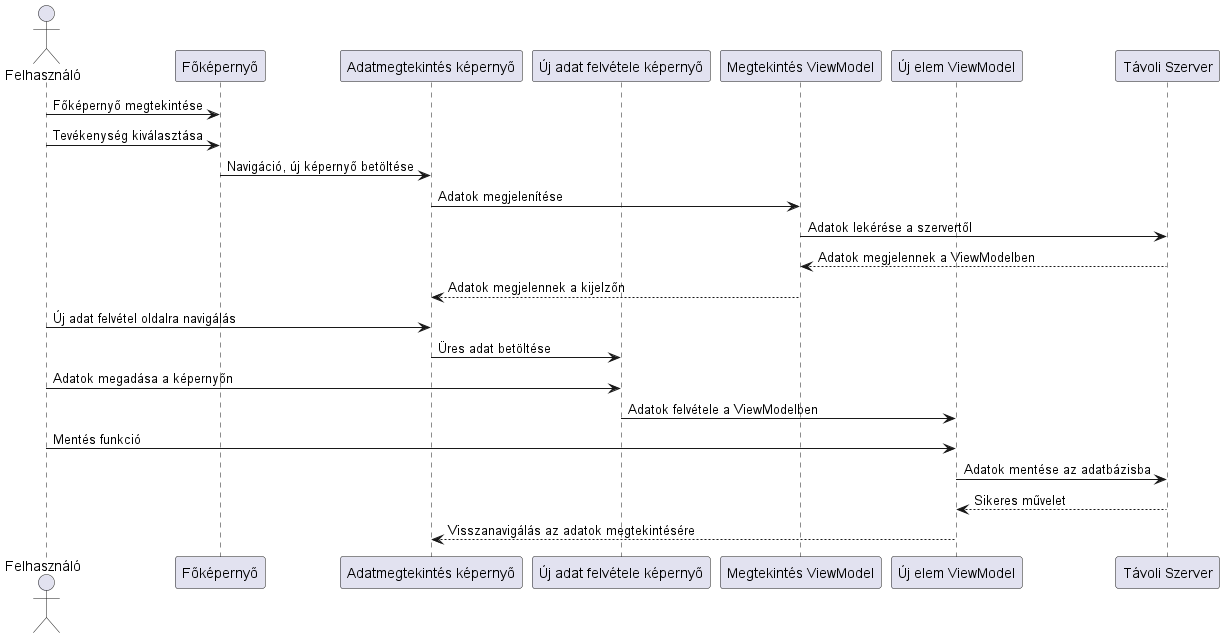 Felhasználó
Főképernyő
Adatmegtekintés képernyő
Új adat felvétele képernyő
Megtekintés ViewModel
Új elem ViewModel
Távoli Szerver
Főképernyő megtekintése
Tevékenység kiválasztása
Navigáció, új képernyő betöltése
Adatok megjelenítése
Adatok lekérése a szervertől
Adatok megjelennek a ViewModelben
Adatok megjelennek a kijelzőn
Új adat felvétel oldalra navigálás
Üres adat betöltése
Adatok megadása a képernyőn
Adatok felvétele a ViewModelben
Mentés funkció
Adatok mentése az adatbázisba
Sikeres művelet
Visszanavigálás az adatok megtekintésére
Felhasználó
Főképernyő
Adatmegtekintés képernyő
Új adat felvétele képernyő
Megtekintés ViewModel
Új elem ViewModel
Távoli Szerver